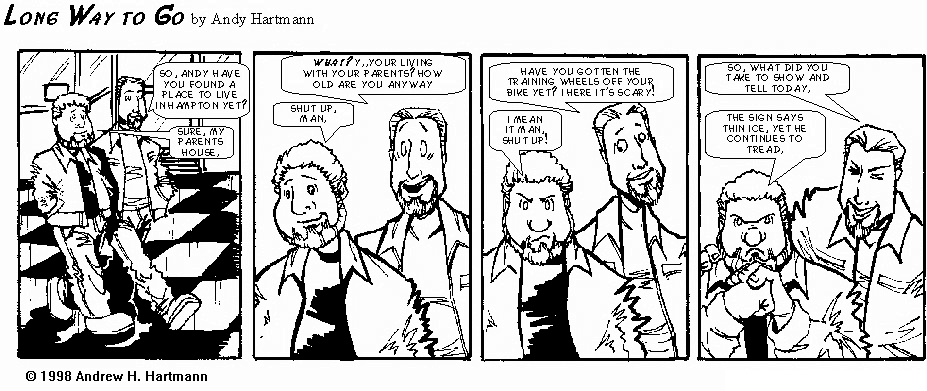 LONG WAY TO GO by Andy Hartmann
SO, ANDY HAVE
YOU FOUND A
PLACE TO LIVE
INHAMPTON YET?
SURE, MY
PARENTS
HOUSE,
WHAT? Y,,YOUR LIVING
WITH YOUR PARENTS? HOW
OLD ARE YOU ANYWAY
SHUT UP,
MAN,
HAVE YOU GOTTEN THE
TRAINING WHEELS OFF YOUR
BIKE YET? I HERE IT'S SCARY!
I MEAN
IT MAN,
SHUT UP!
SO, WHAT DID YOU
TAKE TO SHOW AND
TELL TODAY,
THE SIGN SAYS
THIN ICE, YET HE
CONTINUES TO
TREAD,
© 1998 Andrew H. Hartmann